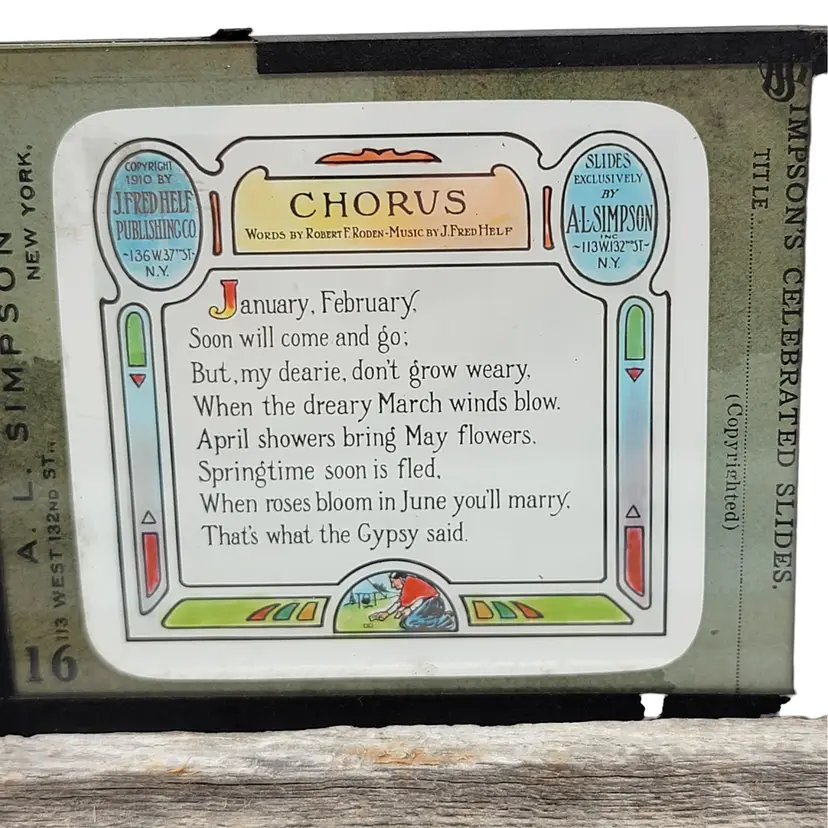 COPYRIGHT
1910 BY
J. FRED HELF
PUBLISHING CO.
~136 W. 37TH ST~
N.Y.
CHORUS
WORDS BY ROBERT F. RODEN - MUSIC BY J. FRED HELF
SLIDES
EXCLUSIVELY
BY
A. L. SIMPSON
INC
~113 W. 132ND ST~
N.Y.
January, February,
Soon will come and go;
But, my dearie, don't grow weary,
When the dreary March winds blow.
April showers bring May flowers.
Springtime soon is fled,
When roses bloom in June you'll marry,
That's what the Gypsy said.
A. L. SIMPSON
113 WEST 132ND ST.,
NEW YORK,
16
SIMPSON'S CELEBRATED SLIDES.
TITLE
(Copyrighted)